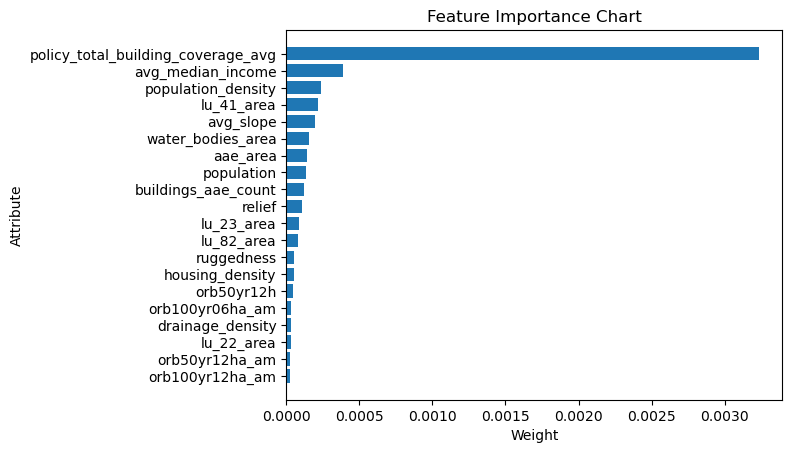 Feature Importance Chart
Attribute
policy_total_building_coverage_avg
avg_median_income
population_density
lu_41_area
avg_slope
water_bodies_area
aae_area
population
buildings_aae_count
relief
lu_23_area
lu_82_area
ruggedness
housing_density
orb50yr12h
orb100yr06ha_am
drainage_density
lu_22_area
orb50yr12ha_am
orb100yr12ha_am
0.0000 0.0005 0.0010 0.0015 0.0020 0.0025 0.0030
Weight